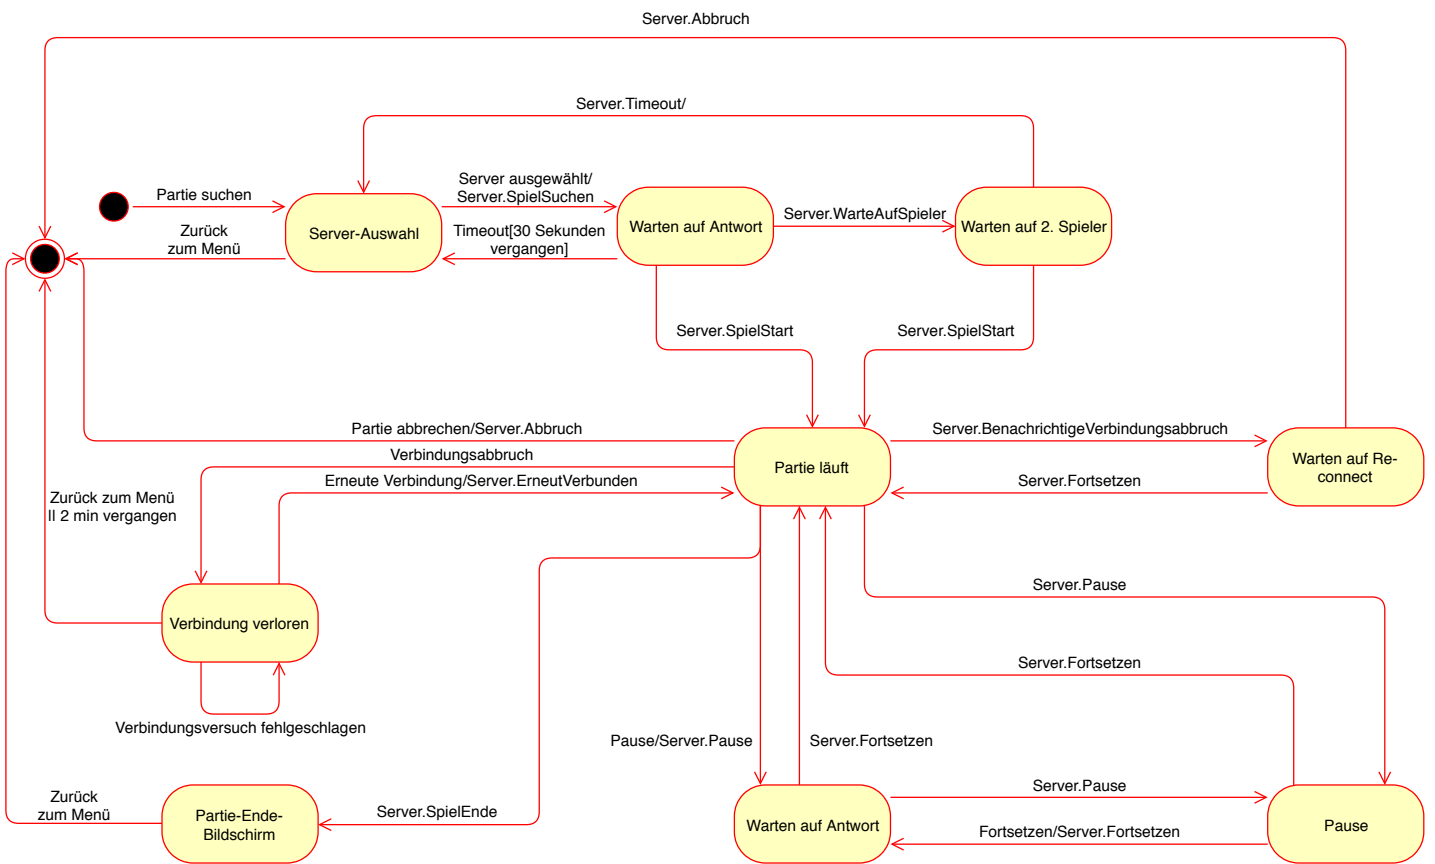 Server.Abbruch
Server.Timeout/
Partie suchen
Server ausgewählt/
Server.SpielSuchen
Server-Auswahl
Zurück
zum Menü
Timeout[30 Sekunden
vergangen]
Warten auf Antwort
Server.WarteAufSpieler
Warten auf 2. Spieler
Server.SpielStart
Server.SpielStart
Partie abbrechen/Server.Abbruch
Verbindungsabbruch
Erneute Verbindung/Server.ErneutVerbunden
Partie läuft
Server.BenachrichtigeVerbindungsabbruch
Server.Fortsetzen
Warten auf Re-
connect
Zurück zum Menü
II 2 min vergangen
Verbindung verloren
Verbindungsversuch fehlgeschlagen
Server.Pause
Server.Fortsetzen
Pause/Server.Pause
Server.Fortsetzen
Zurück
zum Menü
Partie-Ende-
Bildschirm
Server.SpielEnde
Warten auf Antwort
Server.Pause
Fortsetzen/Server.Fortsetzen
Pause